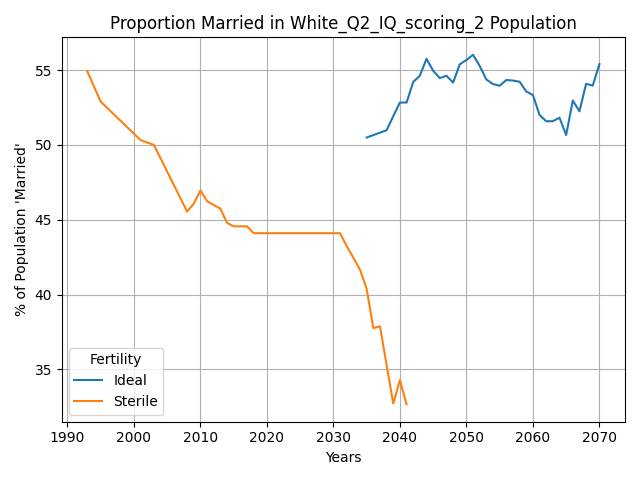 Proportion Married in White_Q2_IQ_scoring_2 Population
% of Population 'Married'
55
50
45
40
35
Fertility
Ideal
Sterile
1990 2000 2010 2020 2030 2040 2050 2060 2070
Years